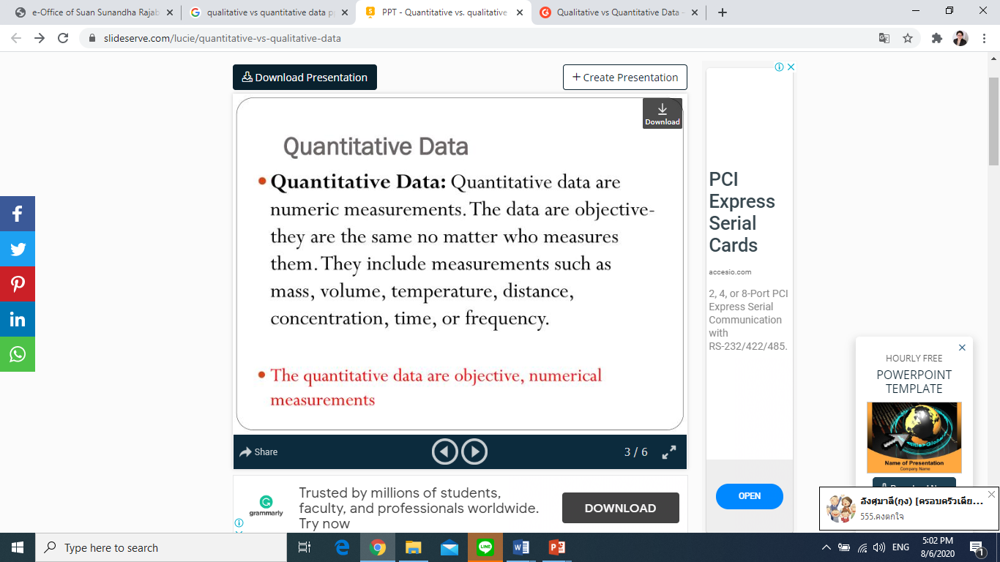 e-Office of Suan Sunandha Rajab
qualitative vs quantitative data pp
PPT - Quantitative vs. qualitative
Qualitative vs Quantitative Data -
slideserve.com/lucie/quantitative-vs-qualitative-data
Download Presentation
+ Create Presentation
Download
Quantitative Data
• Quantitative Data: Quantitative data are
numeric measurements. The data are objective-
they are the same no matter who measures
them. They include measurements such as
mass, volume, temperature, distance,
concentration, time, or frequency.
• The quantitative data are objective, numerical
measurements
Share
3 / 6
PCI
Express
Serial
Cards
accesio.com
2, 4, or 8-Port PCI
Express Serial
Communication
with
RS-232/422/485.
OPEN
HOURLY FREE
POWERPOINT
TEMPLATE
Name of Presentation
Company Name
grammarly
Trusted by millions of students,
faculty, and professionals worldwide.
Try now
DOWNLOAD
อังศุมาลี(กุง) [ครอบครัวเดีย...
555.คงตกใจ
Type here to search
LINE
ENG
5:02 PM
8/6/2020
1